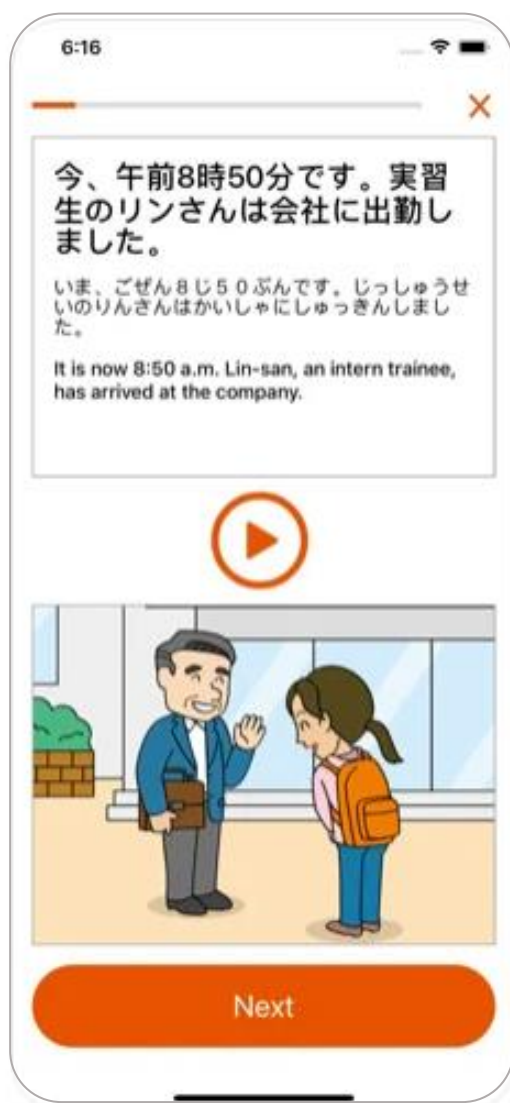 6:16
今、午前8時50分です。実習
生のリンさんは会社に出勤し
ました。
いま、ごぜん8じ50ぷんです。じっしゅうせ
いのりんさんはかいしゃにしゅっきんしまし
た。
It is now 8:50 a.m. Lin-san, an intern trainee,
has arrived at the company.
Next